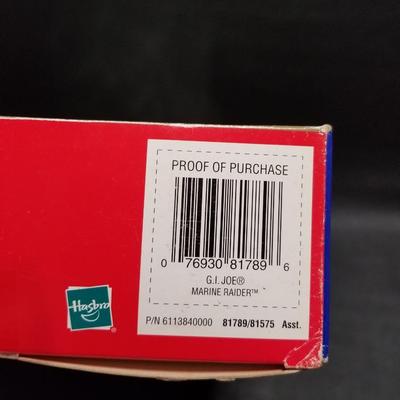 PROOF OF PURCHASE
0 76930 81789 6
G.I. JOE®
MARINE RAIDER™
Hasbro®
P/N 6113840000 81789/81575 Asst.